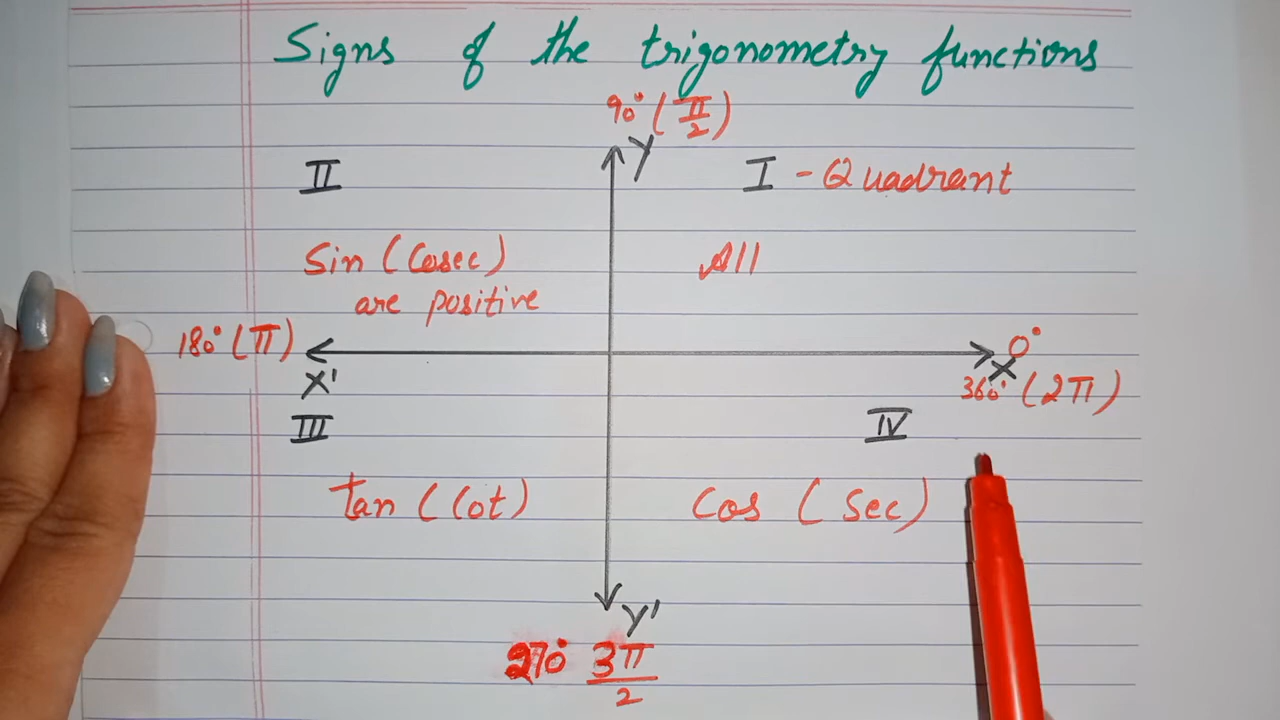 Signs of the trigonometry functions
90° (π/2)
Y
II
I - Quadrant
Sin (Cosec)
are positive
All
180° (π)
0°
X'
X
360° (2π)
III
IV
tan (Cot)
Cos (Sec)
Y'
270° 3π/2